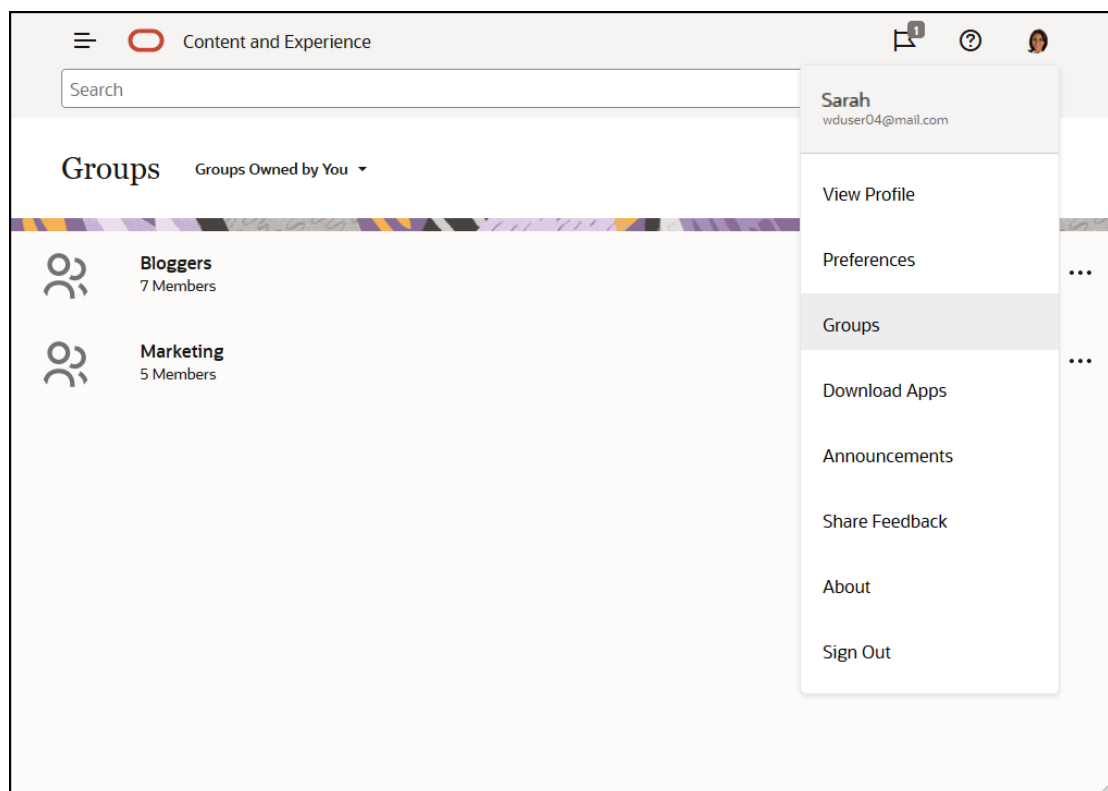 Content and Experience
1
Search
Sarah
wduser04@mail.com
Groups
Groups Owned by You
View Profile
Preferences
Bloggers
7 Members
Groups
Marketing
5 Members
Download Apps
Announcements
Share Feedback
About
Sign Out